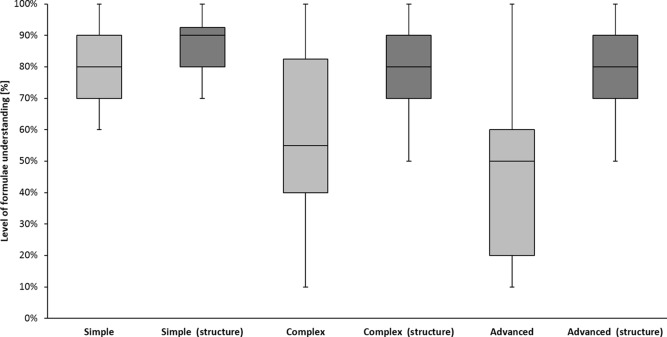 Level of formulae understanding [%]
100%
90%
80%
70%
60%
50%
40%
30%
20%
10%
0%
Simple
Simple (structure)
Complex
Complex (structure)
Advanced
Advanced (structure)